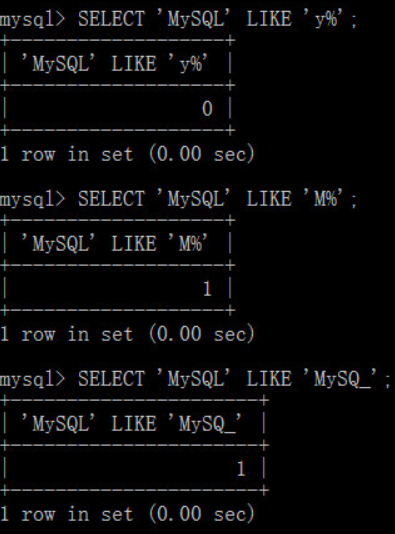 mysql> SELECT 'MySQL' LIKE 'y%';
+--------------------+
| 'MySQL' LIKE 'y%' |
+--------------------+
|                 0 |
+--------------------+
1 row in set (0.00 sec)
mysql> SELECT 'MySQL' LIKE 'M%';
+--------------------+
| 'MySQL' LIKE 'M%' |
+--------------------+
|                 1 |
+--------------------+
1 row in set (0.00 sec)
mysql> SELECT 'MySQL' LIKE 'MySQ_';
+-----------------------+
| 'MySQL' LIKE 'MySQ_' |
+-----------------------+
|                    1 |
+-----------------------+
1 row in set (0.00 sec)